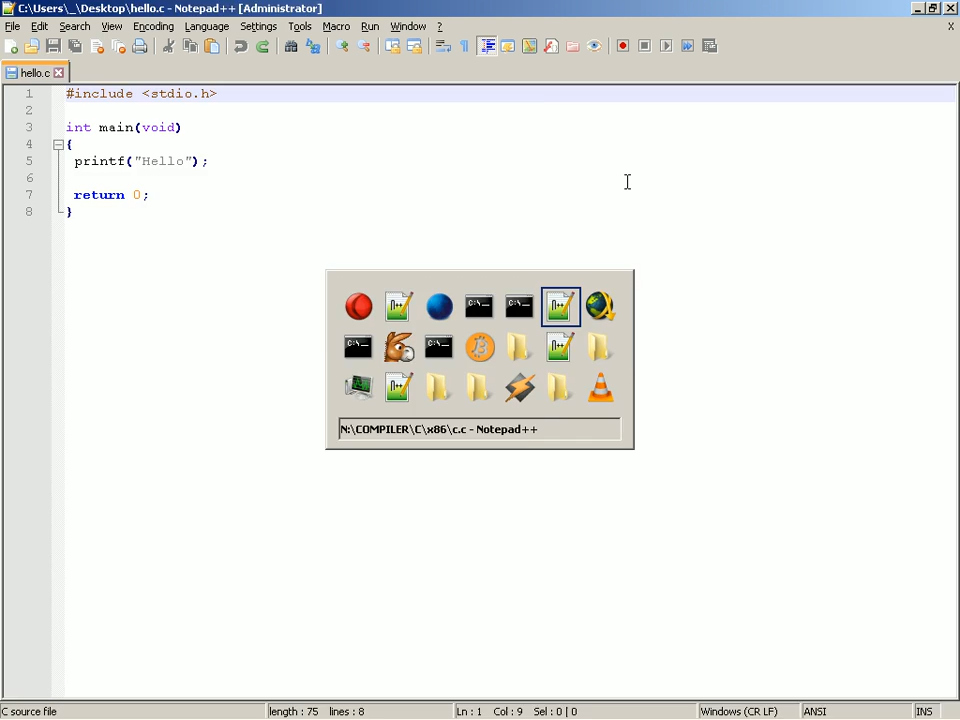 C:\Users\_\Desktop\hello.c - Notepad++ [Administrator]
File Edit Search View Encoding Language Settings Tools Macro Run Window ? X
hello.c
1 #include <stdio.h>
2
3 int main(void)
4 {
5 printf("Hello");
6
7 return 0;
8 }
N:\COMPILER\C\x86\c.c - Notepad++
C source file length : 75 lines : 8 Ln : 1 Col : 9 Sel : 0 | 0 Windows (CR LF) ANSI INS